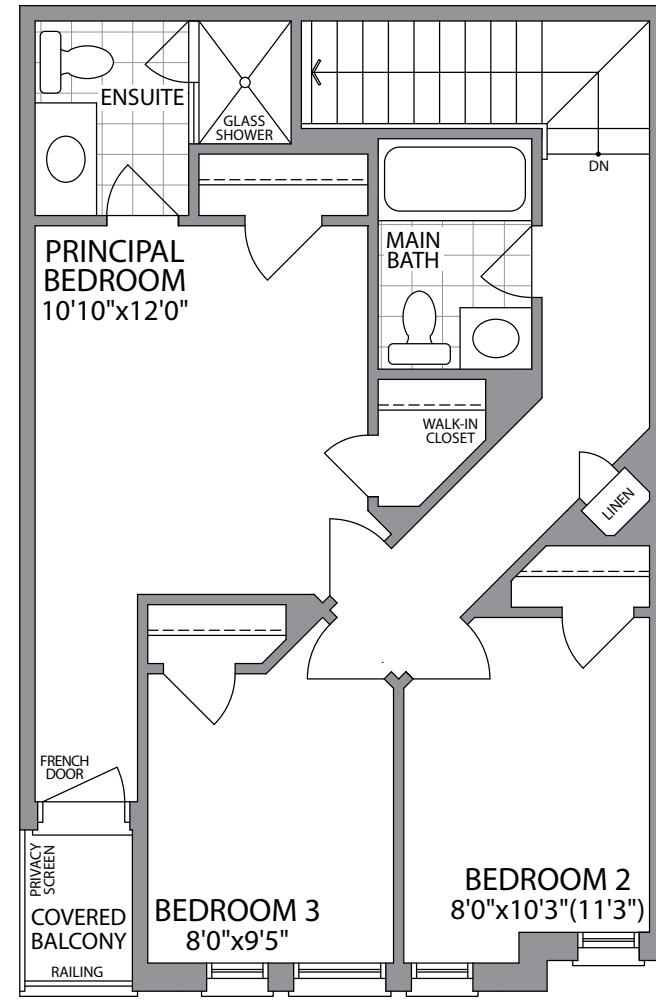 ENSUITE
GLASS
SHOWER
DN
PRINCIPAL
BEDROOM
10'10"x12'0"
MAIN
BATH
WALK-IN
CLOSET
LINEN
FRENCH
DOOR
PRIVACY
SCREEN
COVERED
BALCONY
RAILING
BEDROOM 3
8'0"x9'5"
BEDROOM 2
8'0"x10'3"(11'3")